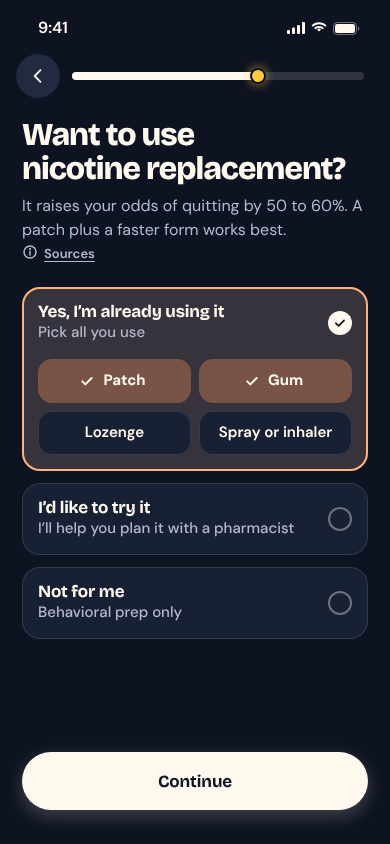 9:41
Want to use
nicotine replacement?
It raises your odds of quitting by 50 to 60%. A
patch plus a faster form works best.
Sources
Yes, I’m already using it
Pick all you use
Patch
Gum
Lozenge
Spray or inhaler
I’d like to try it
I’ll help you plan it with a pharmacist
Not for me
Behavioral prep only
Continue